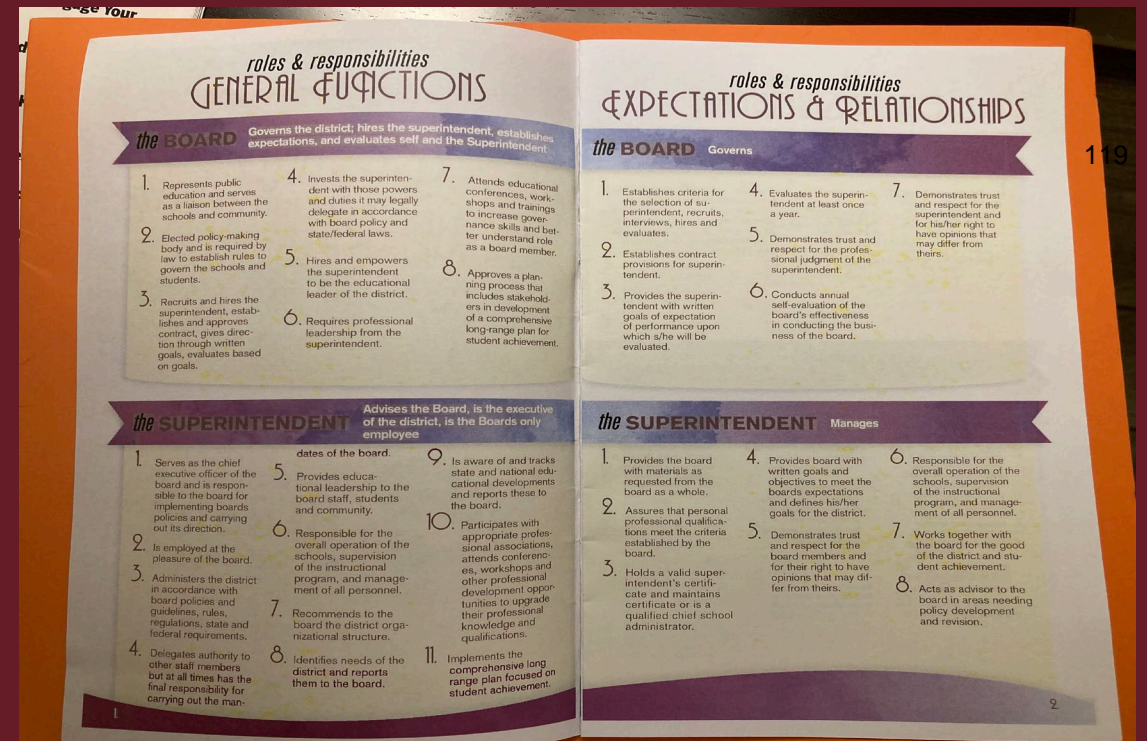 gage Your
roles & responsibilities
GENERAL FUNCTIONS
the BOARD
Governs the district; hires the superintendent, establishes
expectations, and evaluates self and the Superintendent
1. Represents public
education and serves
as a liaison between the
schools and community.
2. Elected policy-making
body and is required by
law to establish rules to
govern the schools and
students.
3. Recruits and hires the
superintendent, estab-
lishes and approves
contract, gives direc-
tion through written
goals, evaluates based
on goals.
4. Invests the superinten-
dent with those powers
and duties it may legally
delegate in accordance
with board policy and
state/federal laws.
5. Hires and empowers
the superintendent
to be the educational
leader of the district.
6. Requires professional
leadership from the
superintendent.
7. Attends educational
conferences, work-
shops and trainings
to increase gover-
nance skills and bet-
ter understand role
as a board member.
8. Approves a plan-
ning process that
includes stakehold-
ers in development
of a comprehensive
long-range plan for
student achievement.
the SUPERINTENDENT
Advises the Board, is the executive
of the district, is the Boards only
employee
1. Serves as the chief
executive officer of the
board and is respon-
sible to the board for
implementing boards
policies and carrying
out its direction.
2. Is employed at the
pleasure of the board.
3. Administers the district
in accordance with
board policies and
guidelines, rules,
regulations, state and
federal requirements.
4. Delegates authority to
other staff members
but at all times has the
final responsibility for
carrying out the man-
dates of the board.
5. Provides educa-
tional leadership to the
board staff, students
and community.
6. Responsible for the
overall operation of the
schools, supervision
of the instructional
program, and manage-
ment of all personnel.
7. Recommends to the
board the district orga-
nizational structure.
8. Identifies needs of the
district and reports
them to the board.
9. Is aware of and tracks
state and national edu-
cational developments
and reports these to
the board.
10. Participates with
appropriate profes-
sional associations,
attends conferenc-
es, workshops and
other professional
development oppor-
tunities to upgrade
their professional
knowledge and
qualifications.
11. Implements the
comprehensive long
range plan focused on
student achievement.
1
roles & responsibilities
EXPECTATIONS & RELATIONSHIPS
the BOARD Governs
119
1. Establishes criteria for
the selection of su-
perintendent, recruits,
interviews, hires and
evaluates.
2. Establishes contract
provisions for superin-
tendent.
3. Provides the superin-
tendent with written
goals of expectation
of performance upon
which s/he will be
evaluated.
4. Evaluates the superin-
tendent at least once
a year.
5. Demonstrates trust and
respect for the profes-
sional judgment of the
superintendent.
6. Conducts annual
self-evaluation of the
board's effectiveness
in conducting the busi-
ness of the board.
7. Demonstrates trust
and respect for the
superintendent and
for his/her right to
have opinions that
may differ from
theirs.
the SUPERINTENDENT Manages
1. Provides the board
with materials as
requested from the
board as a whole.
2. Assures that personal
professional qualifica-
tions meet the criteria
established by the
board.
3. Holds a valid super-
intendent's certifi-
cate and maintains
certificate or is a
qualified chief school
administrator.
4. Provides board with
written goals and
objectives to meet the
boards expectations
and defines his/her
goals for the district.
5. Demonstrates trust
and respect for the
board members and
for their right to have
opinions that may dif-
fer from theirs.
6. Responsible for the
overall operation of the
schools, supervision
of the instructional
program, and manage-
ment of all personnel.
7. Works together with
the board for the good
of the district and stu-
dent achievement.
8. Acts as advisor to the
board in areas needing
policy development
and revision.
2